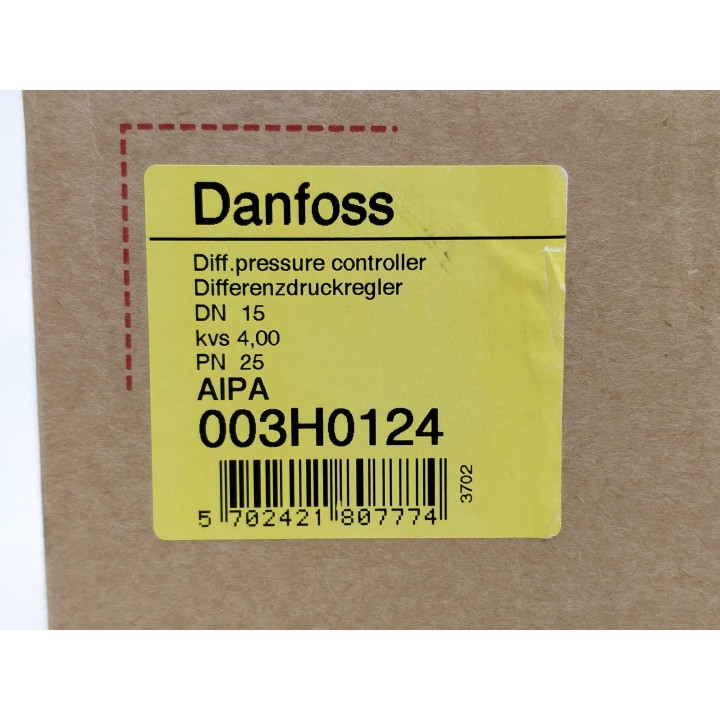 Danfoss
Diff.pressure controller
Differenzdruckregler
DN 15
kvs 4,00
PN 25
AIPA
003H0124
3702
5 702421 807774